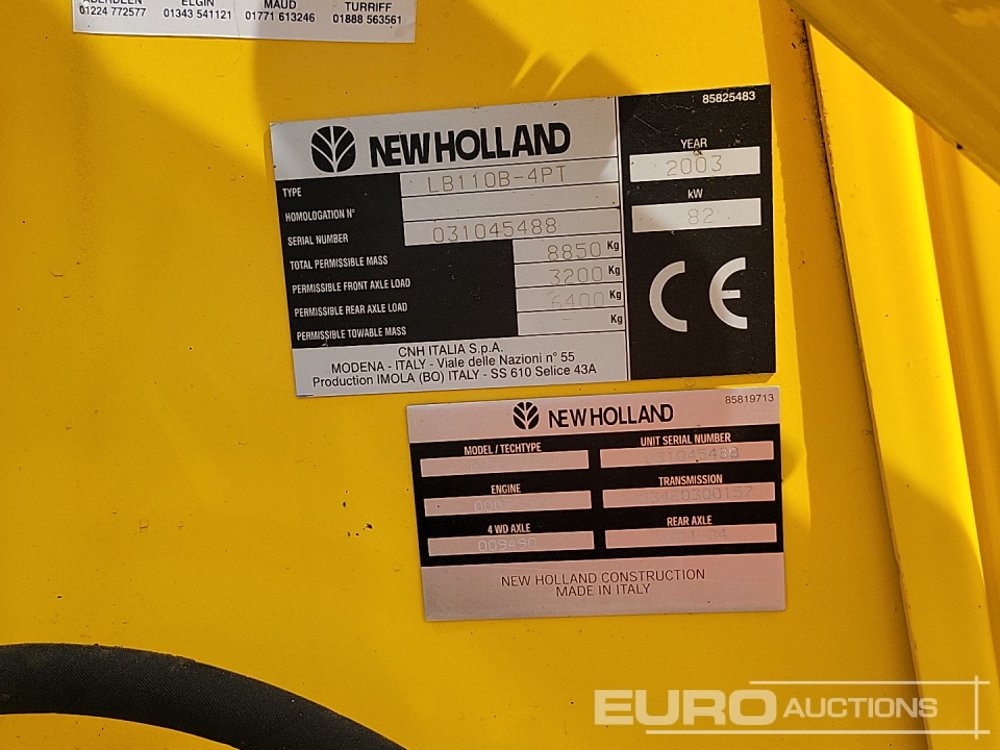 ABERDEEN ELGIN MAUD TURRIFF
01224 772577 01343 541121 01771 613246 01888 563561
85825483
NEW HOLLAND
TYPE LB110B-4PT
HOMOLOGATION Nº
SERIAL NUMBER 031045488
TOTAL PERMISSIBLE MASS 8850 Kg
PERMISSIBLE FRONT AXLE LOAD 3200 Kg
PERMISSIBLE REAR AXLE LOAD 6400 Kg
PERMISSIBLE TOWABLE MASS - Kg
YEAR
2003
kW
82
CE
CNH ITALIA S.p.A.
MODENA - ITALY - Viale delle Nazioni n° 55
Production IMOLA (BO) ITALY - SS 610 Selice 43A
85819713
NEW HOLLAND
MODEL / TECHTYPE UNIT SERIAL NUMBER
031045488
ENGINE TRANSMISSION
4 WD AXLE REAR AXLE
009490
NEW HOLLAND CONSTRUCTION
MADE IN ITALY
EURO AUCTIONS